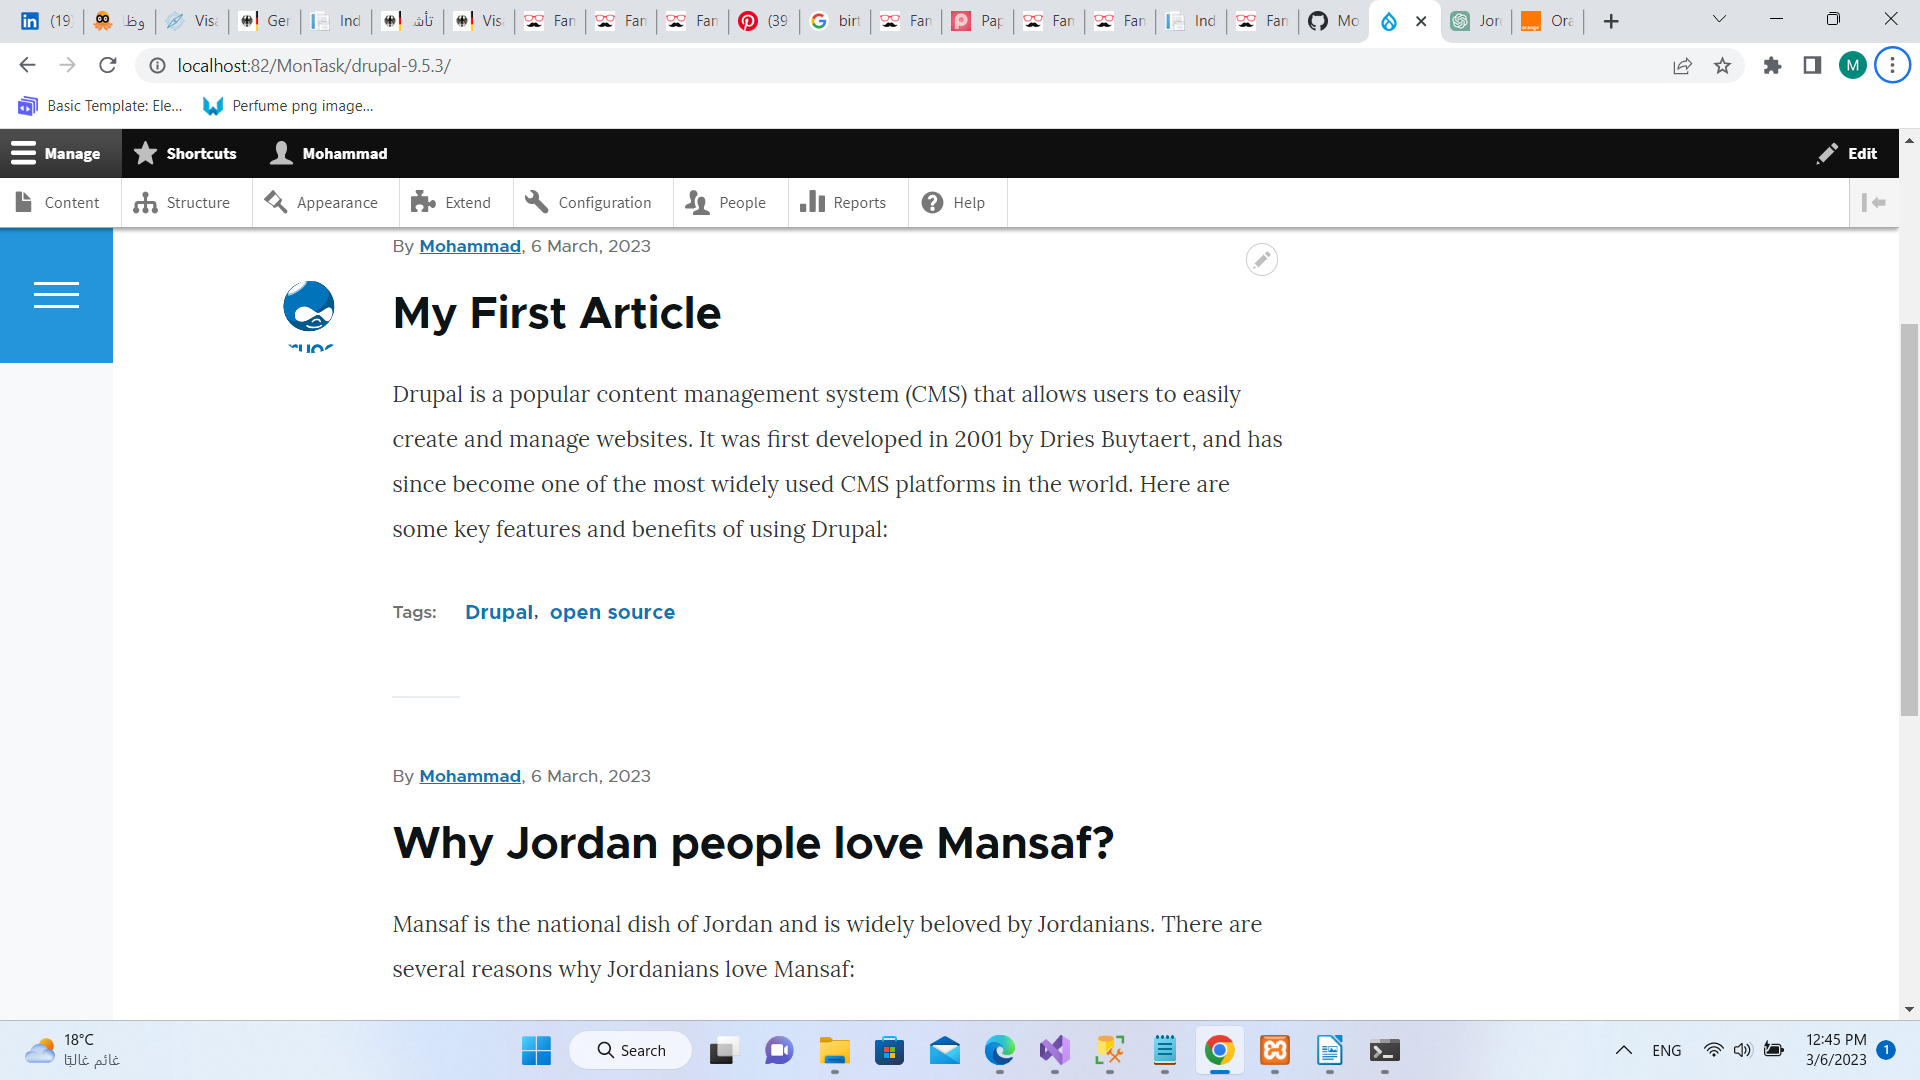 (19
وظ
Vis
Ger
Ind
تأش
Vis
Fan
Fan
Fan
(39
birt
Fan
Pap
Fan
Fan
Ind
Fan
Mo
Jor
Ora
localhost:82/MonTask/drupal-9.5.3/
M
Basic Template: Ele...
Perfume png image...
Manage
Shortcuts
Mohammad
Edit
Content
Structure
Appearance
Extend
Configuration
People
Reports
Help
By Mohammad, 6 March, 2023
My First Article
Drupal is a popular content management system (CMS) that allows users to easily
create and manage websites. It was first developed in 2001 by Dries Buytaert, and has
since become one of the most widely used CMS platforms in the world. Here are
some key features and benefits of using Drupal:
Tags: Drupal, open source
By Mohammad, 6 March, 2023
Why Jordan people love Mansaf?
Mansaf is the national dish of Jordan and is widely beloved by Jordanians. There are
several reasons why Jordanians love Mansaf:
18°C
غائم غالبًا
Search
ENG
12:45 PM
3/6/2023
1